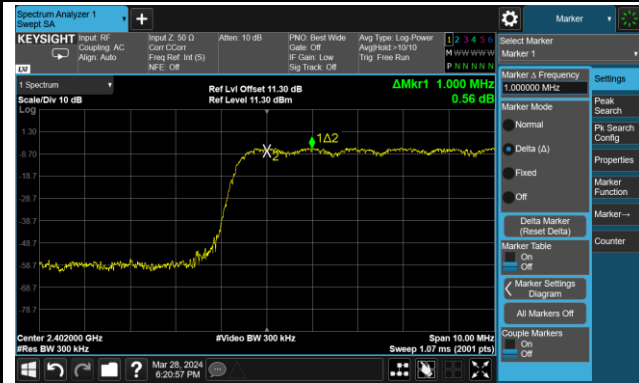 Spectrum Analyzer 1
Swept SA
Marker
KEYSIGHT
Input: RF
Coupling: AC
Align: Auto
Input Z: 50 Ω
Corr CCorr
Freq Ref: Int (S)
NFE: Off
Atten: 10 dB
PNO: Best Wide
Gate: Off
IF Gain: Low
Sig Track: Off
Avg Type: Log-Power
Avg|Hold:>10/10
Trig: Free Run
1 2 3 4 5 6
M W W W W W
P N N N N N
LXI
Select Marker
Marker 1
1 Spectrum
Scale/Div 10 dB
Log
Ref Lvl Offset 11.30 dB
Ref Level 11.30 dBm
ΔMkr1 1.000 MHz
0.56 dB
1.30
-8.70
-18.7
-28.7
-38.7
-48.7
-58.7
-68.7
-78.7
1Δ2
2
Center 2.402000 GHz
#Res BW 300 kHz
#Video BW 300 kHz
Span 10.00 MHz
Sweep 1.07 ms (2001 pts)
Marker Δ Frequency
1.000000 MHz
Marker Mode
Normal
Delta (Δ)
Fixed
Off
Delta Marker
(Reset Delta)
Marker Table
On
Off
Marker Settings
Diagram
All Markers Off
Couple Markers
On
Off
Settings
Peak
Search
Pk Search
Config
Properties
Marker
Function
Marker→
Counter
?
Mar 28, 2024
6:20:57 PM